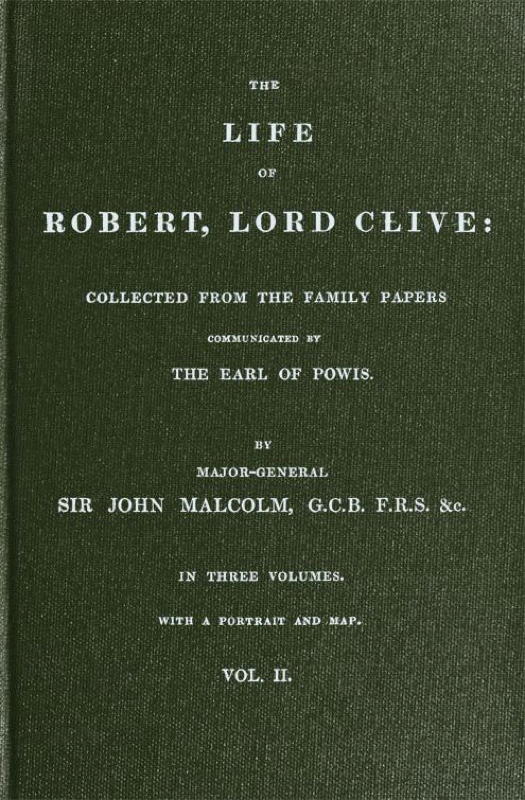 THE
LIFE
OF
ROBERT, LORD CLIVE:
COLLECTED FROM THE FAMILY PAPERS
COMMUNICATED BY
THE EARL OF POWIS.
BY
MAJOR-GENERAL
SIR JOHN MALCOLM, G.C.B. F.R.S. &c.
IN THREE VOLUMES.
WITH A PORTRAIT AND MAP.
VOL. II.